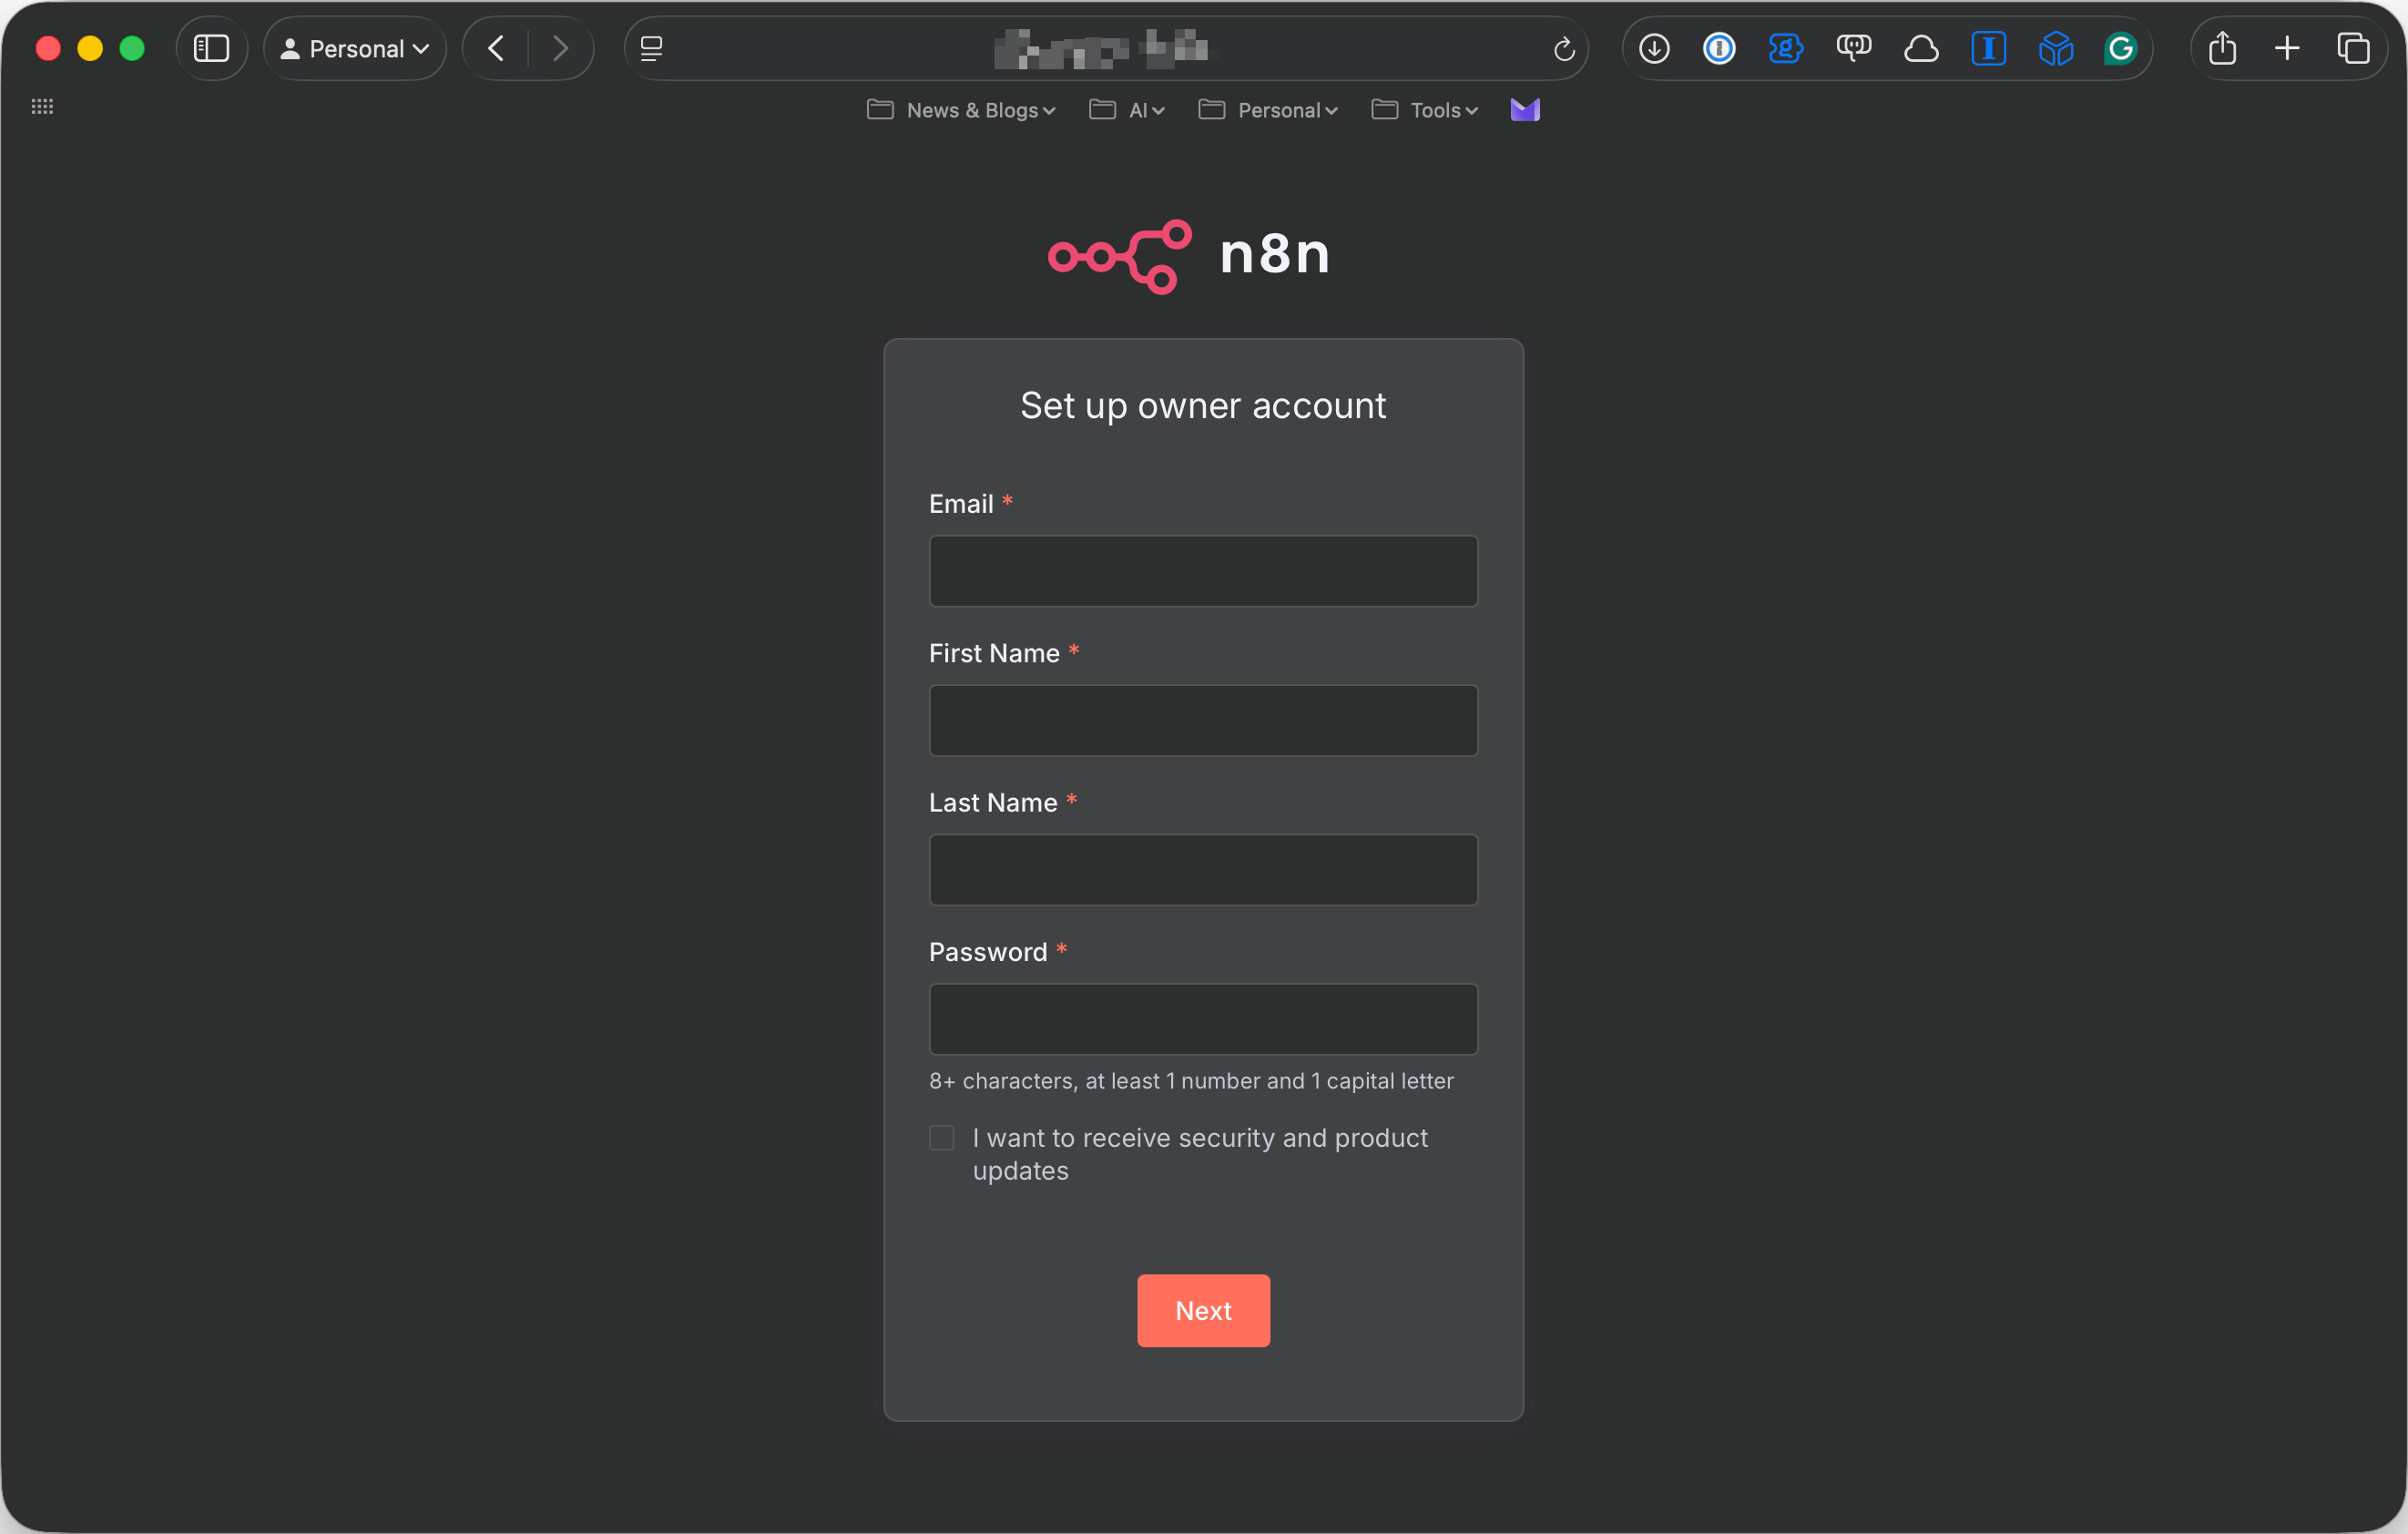 Personal
News & Blogs
AI
Personal
Tools
n8n
Set up owner account
Email *
First Name *
Last Name *
Password *
8+ characters, at least 1 number and 1 capital letter
I want to receive security and product
updates
Next